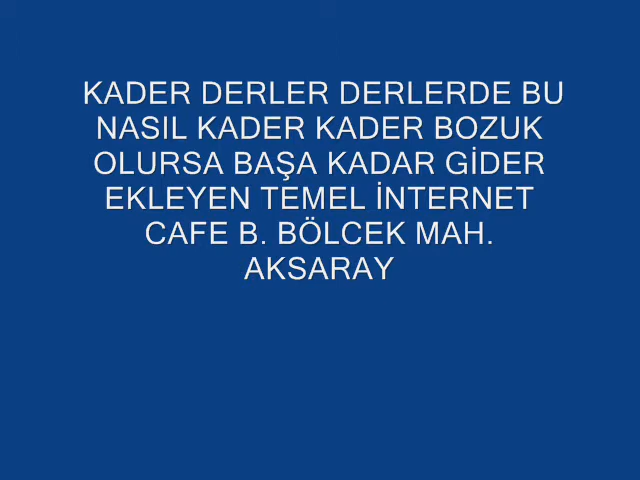 KADER DERLER DERLERDE BU
NASIL KADER KADER BOZUK
OLURSA BAŞA KADAR GİDER
EKLEYEN TEMEL İNTERNET
CAFE B. BÖLCEK MAH.
AKSARAY